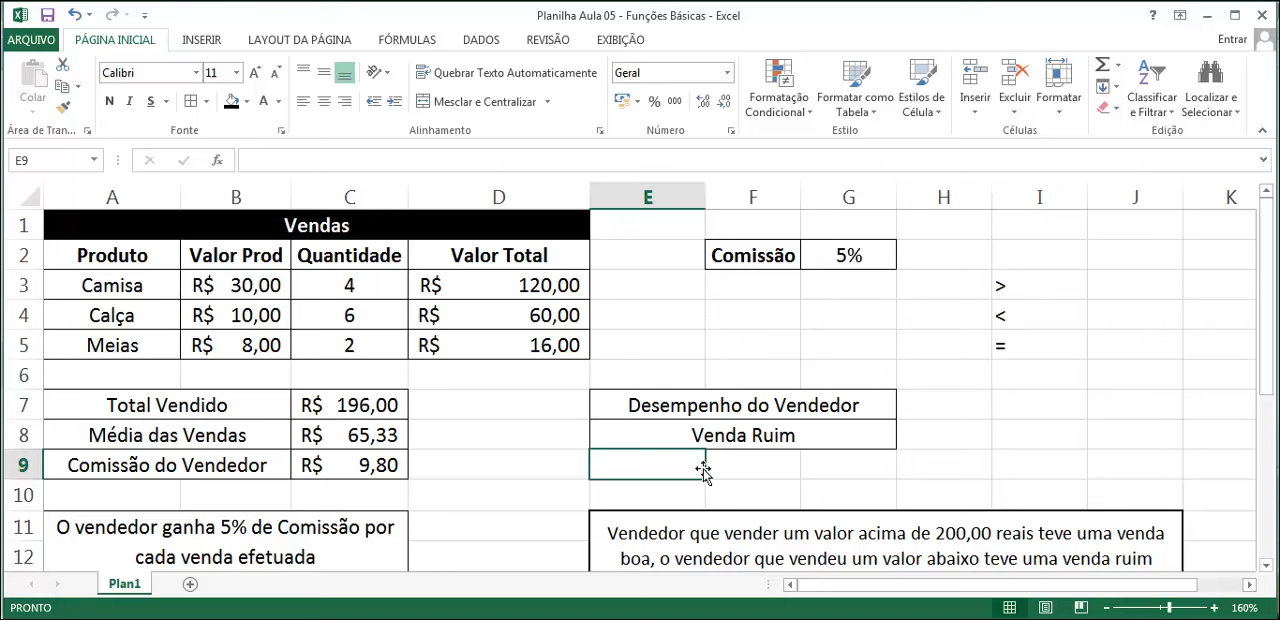 Planilha Aula 05 - Funções Básicas - Excel
?
ARQUIVO PÁGINA INICIAL INSERIR LAYOUT DA PÁGINA FÓRMULAS DADOS REVISÃO EXIBIÇÃO Entrar
Colar
Calibri 11
N I S
A
Quebrar Texto Automaticamente
Mesclar e Centralizar
Geral
% 000
Formatação Condicional
Formatar como Tabela
Estilos de Célula
Inserir
Excluir
Formatar
Classificar e Filtrar
Localizar e Selecionar
Área de Tran... Fonte Alinhamento Número Estilo Células Edição
E9 fx
A B C D E F G H I J K
1 Vendas
2 Produto Valor Prod Quantidade Valor Total Comissão 5%
3 Camisa R$ 30,00 4 R$ 120,00 >
4 Calça R$ 10,00 6 R$ 60,00 <
5 Meias R$ 8,00 2 R$ 16,00 =
6
7 Total Vendido R$ 196,00 Desempenho do Vendedor
8 Média das Vendas R$ 65,33 Venda Ruim
9 Comissão do Vendedor R$ 9,80
10
11 O vendedor ganha 5% de Comissão por Vendedor que vender um valor acima de 200,00 reais teve uma venda
12 cada venda efetuada boa, o vendedor que vendeu um valor abaixo teve uma venda ruim
Plan1
PRONTO 160%